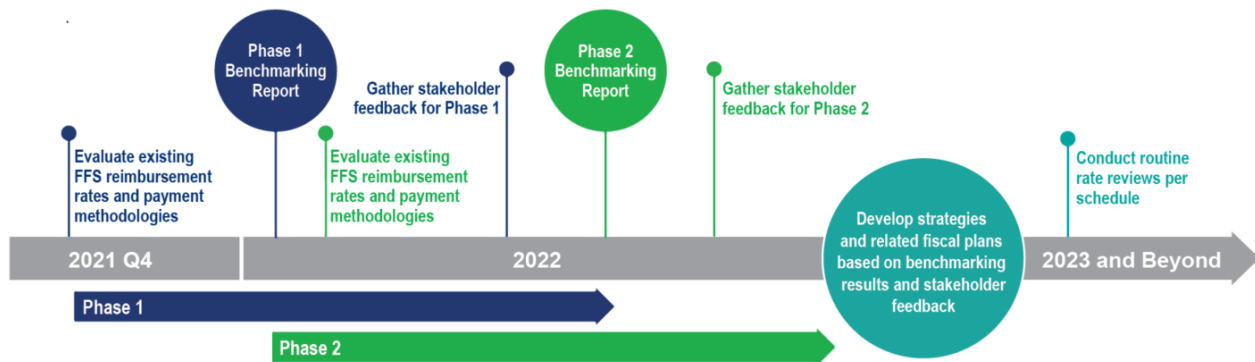 Phase 1
Benchmarking
Report
Phase 2
Benchmarking
Report
Gather stakeholder
feedback for Phase 1
Gather stakeholder
feedback for Phase 2
Evaluate existing
FFS reimbursement
rates and payment
methodologies
Evaluate existing
FFS reimbursement
rates and payment
methodologies
Conduct routine
rate reviews per
schedule
Develop strategies
and related fiscal plans
based on benchmarking
results and stakeholder
feedback
2021 Q4
2022
2023 and Beyond
Phase 1
Phase 2